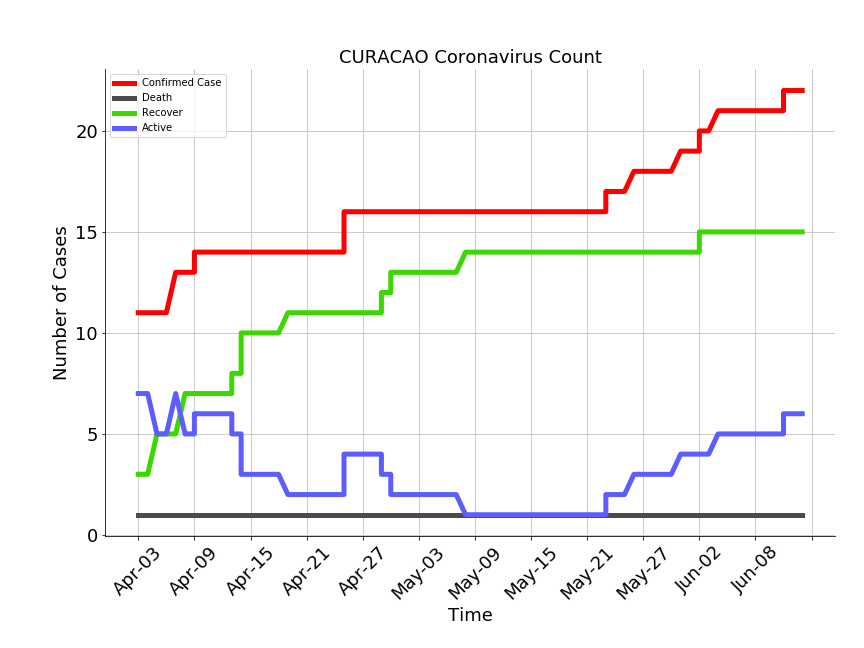 CURACAO Coronavirus Count
Confirmed Case
Death
Recover
Active
Number of Cases
20
15
10
5
0
Apr-03
Apr-09
Apr-15
Apr-21
Apr-27
May-03
May-09
May-15
May-21
May-27
Jun-02
Jun-08
Time